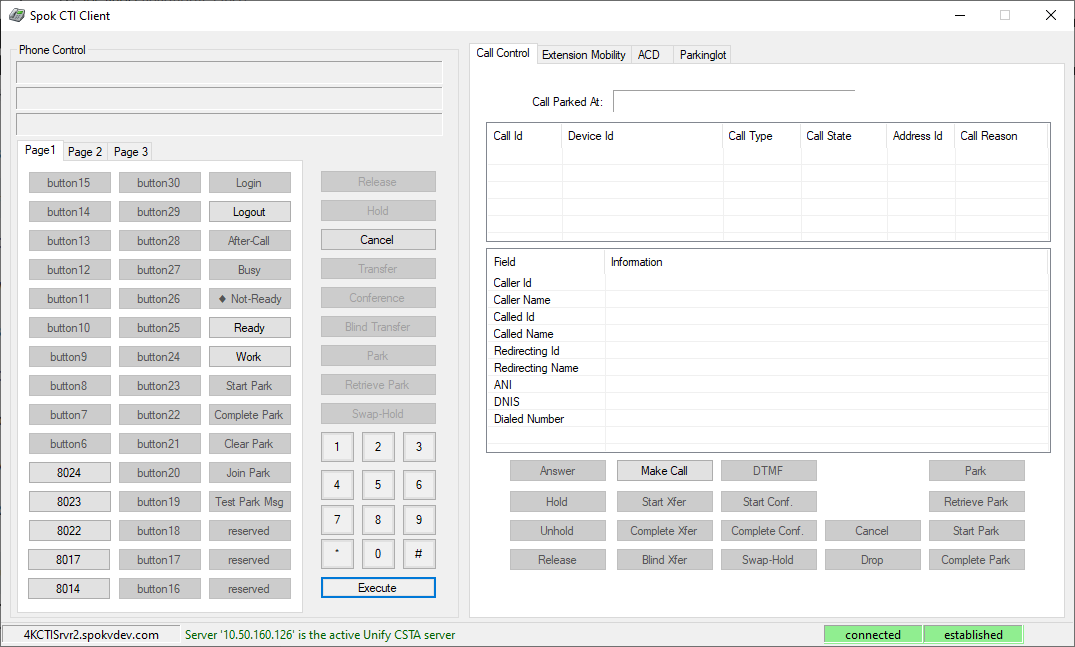 Spok CTI Client
Phone Control
Page1 Page 2 Page 3
button15 button30 Login
button14 button29 Logout
button13 button28 After-Call
button12 button27 Busy
button11 button26 ♦ Not-Ready
button10 button25 Ready
button9 button24 Work
button8 button23 Start Park
button7 button22 Complete Park
button6 button21 Clear Park
8024 button20 Join Park
8023 button19 Test Park Msg
8022 button18 reserved
8017 button17 reserved
8014 button16 reserved
Release
Hold
Cancel
Transfer
Conference
Blind Transfer
Park
Retrieve Park
Swap-Hold
1 2 3
4 5 6
7 8 9
* 0 #
Execute
Call Control Extension Mobility ACD Parkinglot
Call Parked At:
Call Id Device Id Call Type Call State Address Id Call Reason
Field Information
Caller Id
Caller Name
Called Id
Called Name
Redirecting Id
Redirecting Name
ANI
DNIS
Dialed Number
Answer Make Call DTMF Park
Hold Start Xfer Start Conf. Retrieve Park
Unhold Complete Xfer Complete Conf. Cancel Start Park
Release Blind Xfer Swap-Hold Drop Complete Park
4KCTISrvr2.spokvdev.com Server '10.50.160.126' is the active Unify CSTA server connected established